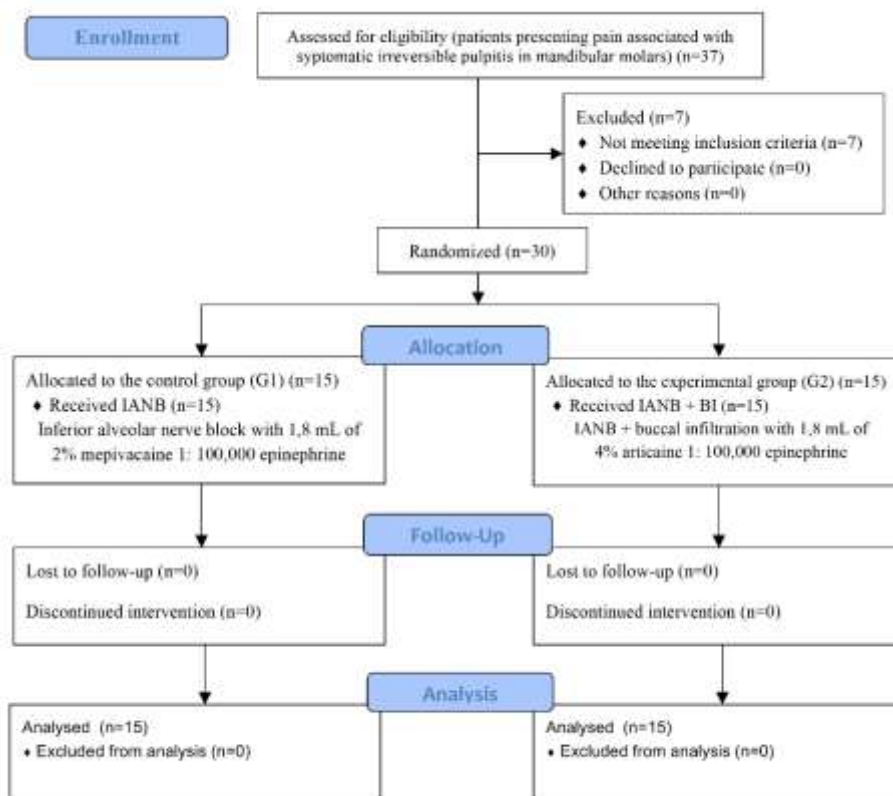 Enrollment
Assessed for eligibility (patients presenting pain associated with
syptomatic irreversible pulpitis in mandibular molars) (n=37)
Excluded (n=7)
♦ Not meeting inclusion criteria (n=7)
♦ Declined to participate (n=0)
♦ Other reasons (n=0)
Randomized (n=30)
Allocation
Allocated to the control group (G1) (n=15)
♦ Received IANB (n=15)
Inferior alveolar nerve block with 1,8 mL of
2% mepivacaine 1: 100,000 epinephrine
Allocated to the experimental group (G2) (n=15)
♦ Received IANB + BI (n=15)
IANB + buccal infiltration with 1,8 mL of
4% articaine 1: 100,000 epinephrine
Follow-Up
Lost to follow-up (n=0)
Discontinued intervention (n=0)
Lost to follow-up (n=0)
Discontinued intervention (n=0)
Analysis
Analysed (n=15)
♦ Excluded from analysis (n=0)
Analysed (n=15)
♦ Excluded from analysis (n=0)